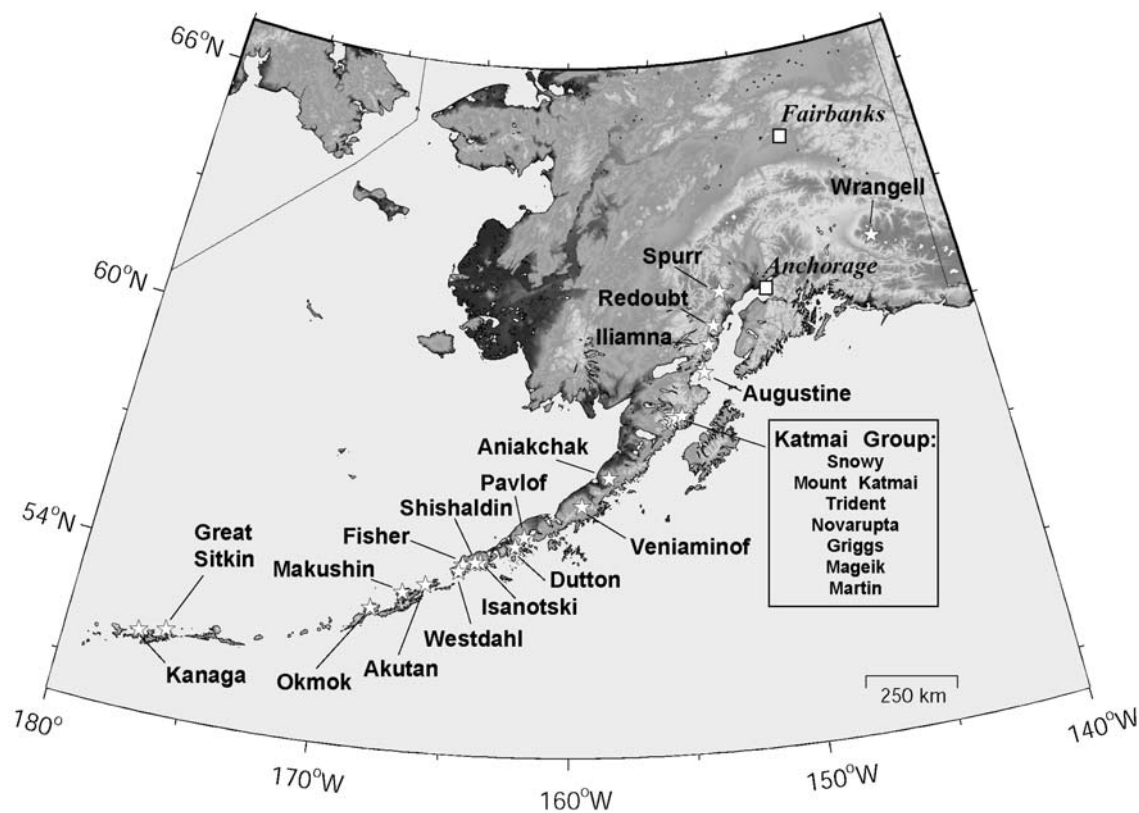 66°N
Fairbanks
Wrangell
Spurr
Anchorage
60°N
Redoubt
Iliamna
Augustine
Katmai Group:
Snowy
Mount Katmai
Trident
Novarupta
Griggs
Mageik
Martin
Aniakchak
Pavlof
Shishaldin
54°N
Great
Sitkin
Fisher
Veniaminof
Makushin
Dutton
Isanotski
Westdahl
Akutan
Kanaga
Okmok
250 km
180°
140°W
170°W
150°W
160°W